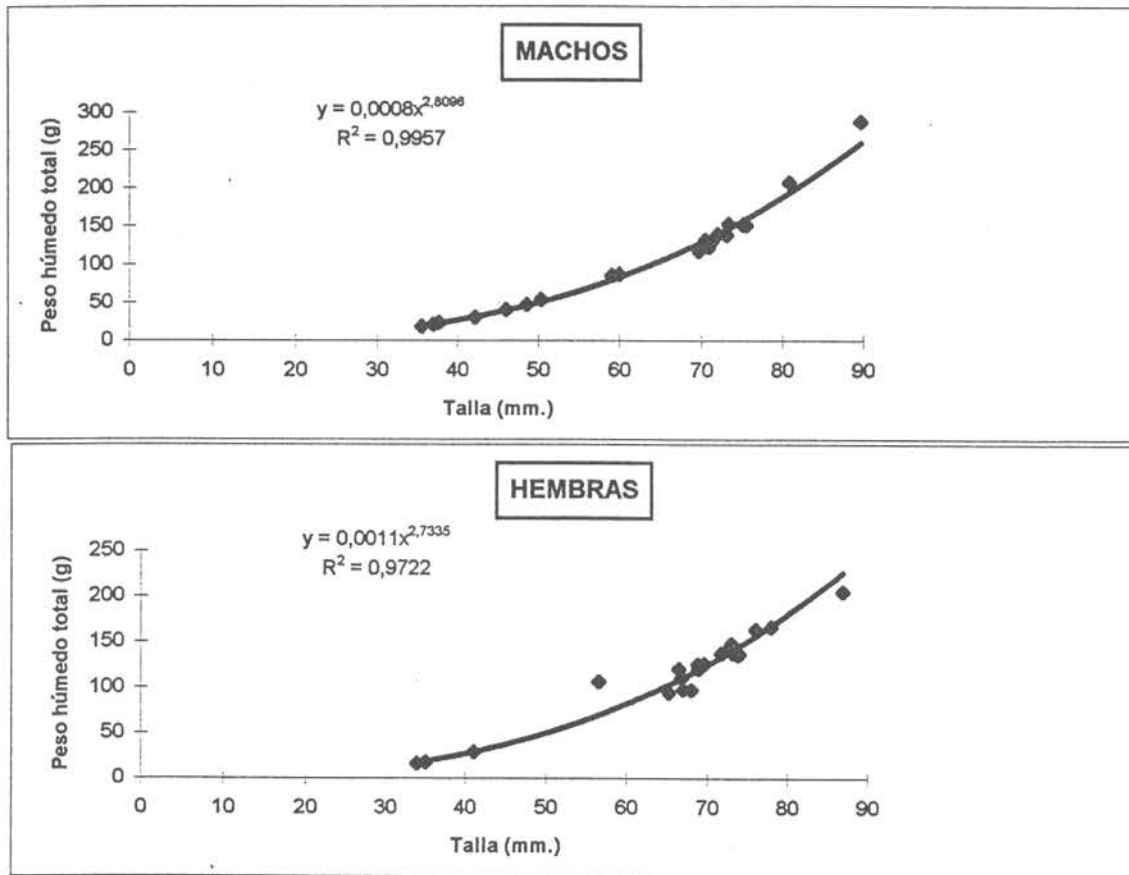 MACHOS
y = 0,0008x^2,8096
R² = 0,9957
Peso húmedo total (g)
300
250
200
150
100
50
0
0 10 20 30 40 50 60 70 80 90
Talla (mm.)
HEMBRAS
y = 0,0011x^2,7335
R² = 0,9722
Peso húmedo total (g)
250
200
150
100
50
0
0 10 20 30 40 50 60 70 80 90
Talla (mm.)